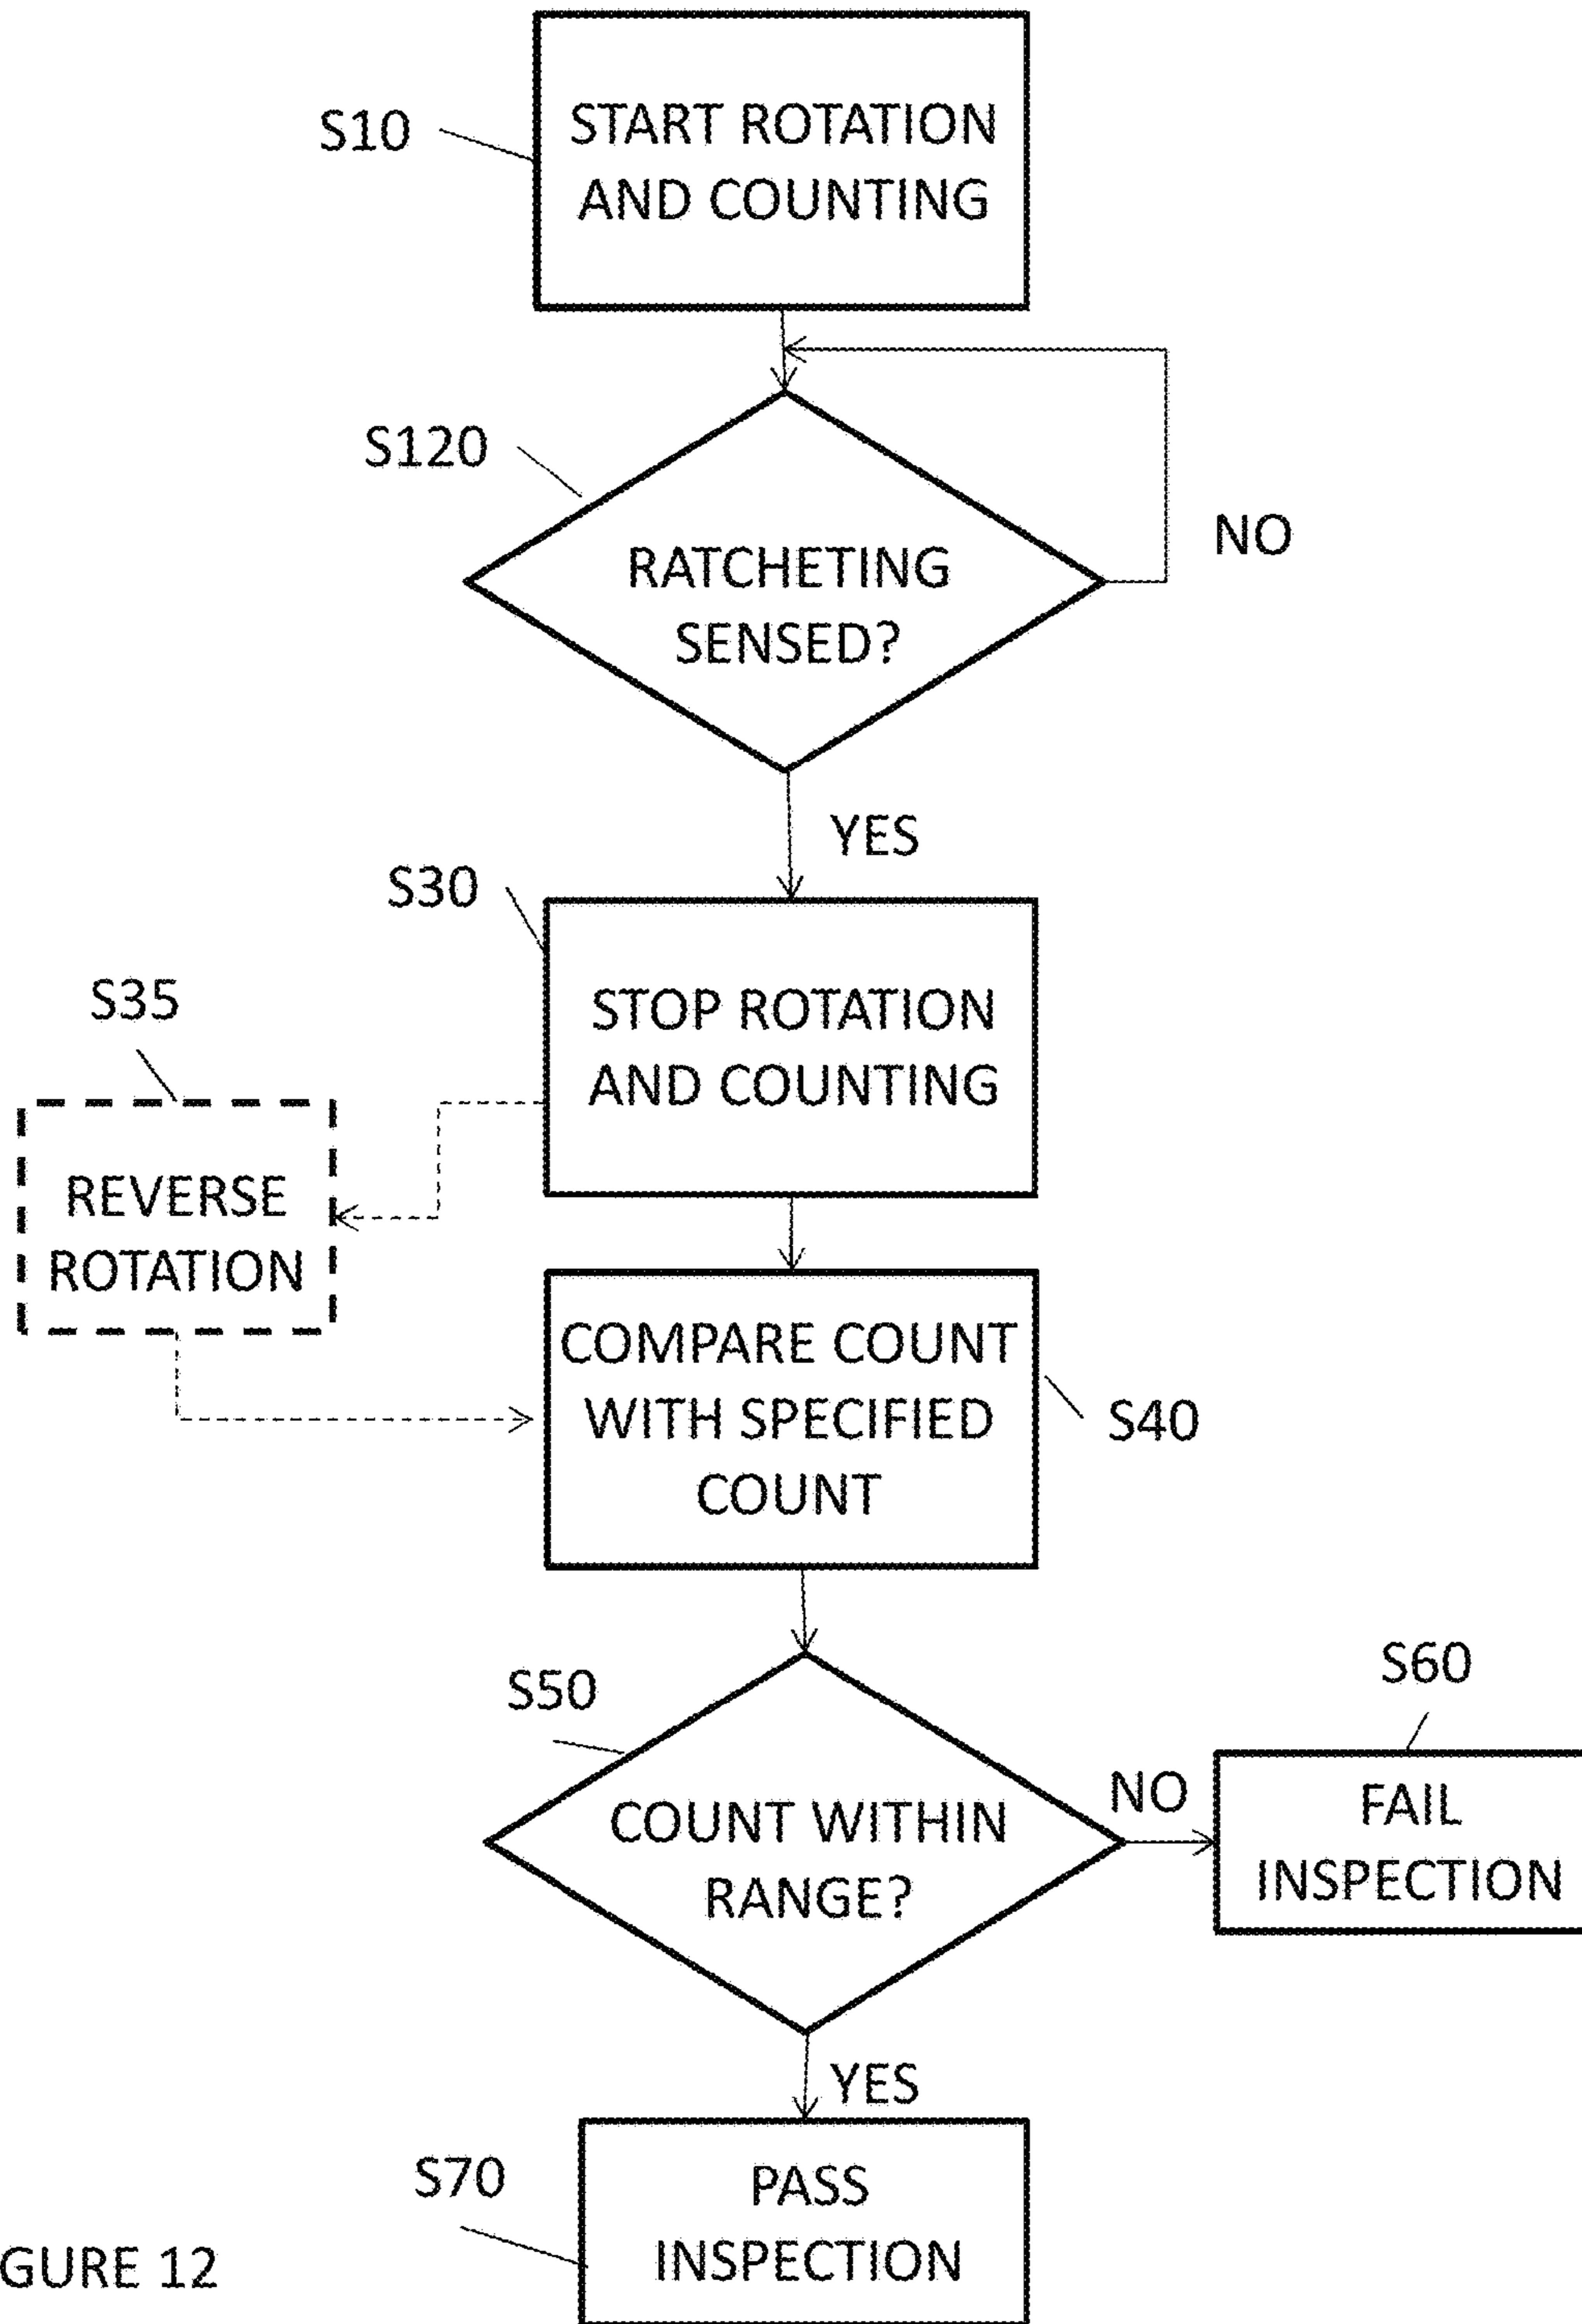 S10
START ROTATION
AND COUNTING
S120
RATCHETING
SENSED?
NO
YES
S30
STOP ROTATION
AND COUNTING
S35
REVERSE
ROTATION
COMPARE COUNT
WITH SPECIFIED
COUNT
S40
S50
COUNT WITHIN
RANGE?
NO
S60
FAIL
INSPECTION
YES
S70
PASS
INSPECTION
GURE 12